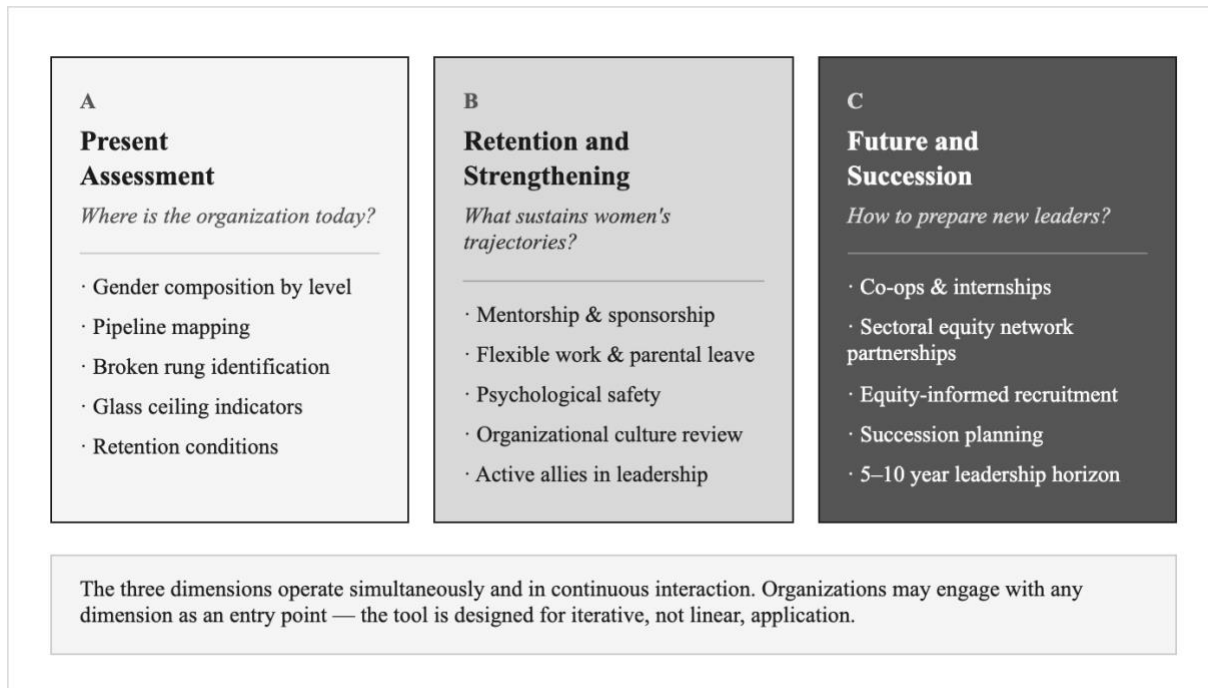 A
Present
Assessment
Where is the organization today?
· Gender composition by level
· Pipeline mapping
· Broken rung identification
· Glass ceiling indicators
· Retention conditions
B
Retention and
Strengthening
What sustains women's
trajectories?
· Mentorship & sponsorship
· Flexible work & parental leave
· Psychological safety
· Organizational culture review
· Active allies in leadership
C
Future and
Succession
How to prepare new leaders?
· Co-ops & internships
· Sectoral equity network
partnerships
· Equity-informed recruitment
· Succession planning
· 5–10 year leadership horizon
The three dimensions operate simultaneously and in continuous interaction. Organizations may engage with any
dimension as an entry point — the tool is designed for iterative, not linear, application.